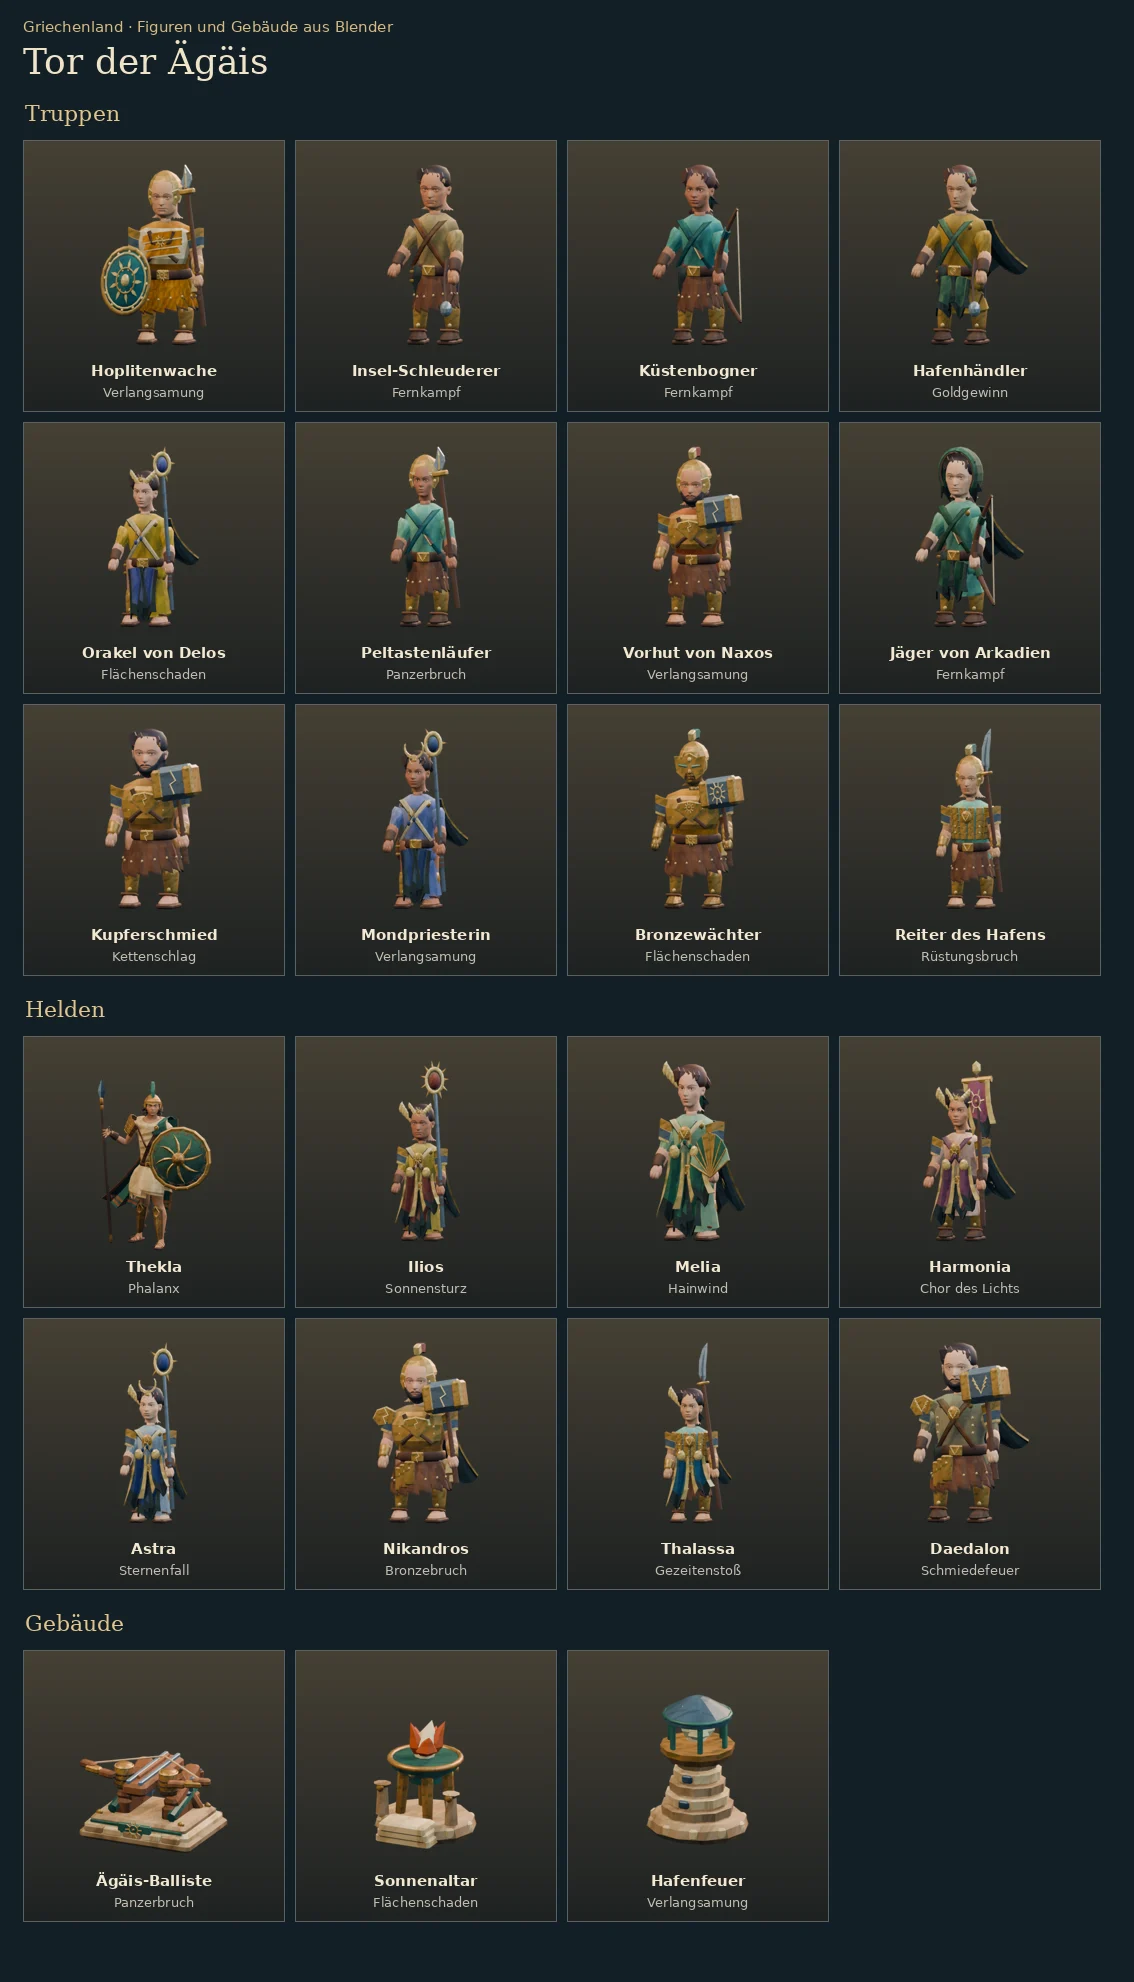 Griechenland · Figuren und Gebäude aus Blender
Tor der Ägäis
Truppen
Hoplitenwache
Verlangsamung
Insel-Schleuderer
Fernkampf
Küstenbogner
Fernkampf
Hafenhändler
Goldgewinn
Orakel von Delos
Flächenschaden
Peltastenläufer
Panzerbruch
Vorhut von Naxos
Verlangsamung
Jäger von Arkadien
Fernkampf
Kupferschmied
Kettenschlag
Mondpriesterin
Verlangsamung
Bronzewächter
Flächenschaden
Reiter des Hafens
Rüstungsbruch
Helden
Thekla
Phalanx
Ilios
Sonnensturz
Melia
Hainwind
Harmonia
Chor des Lichts
Astra
Sternenfall
Nikandros
Bronzebruch
Thalassa
Gezeitenstoß
Daedalon
Schmiedefeuer
Gebäude
Ägäis-Balliste
Panzerbruch
Sonnenaltar
Flächenschaden
Hafenfeuer
Verlangsamung